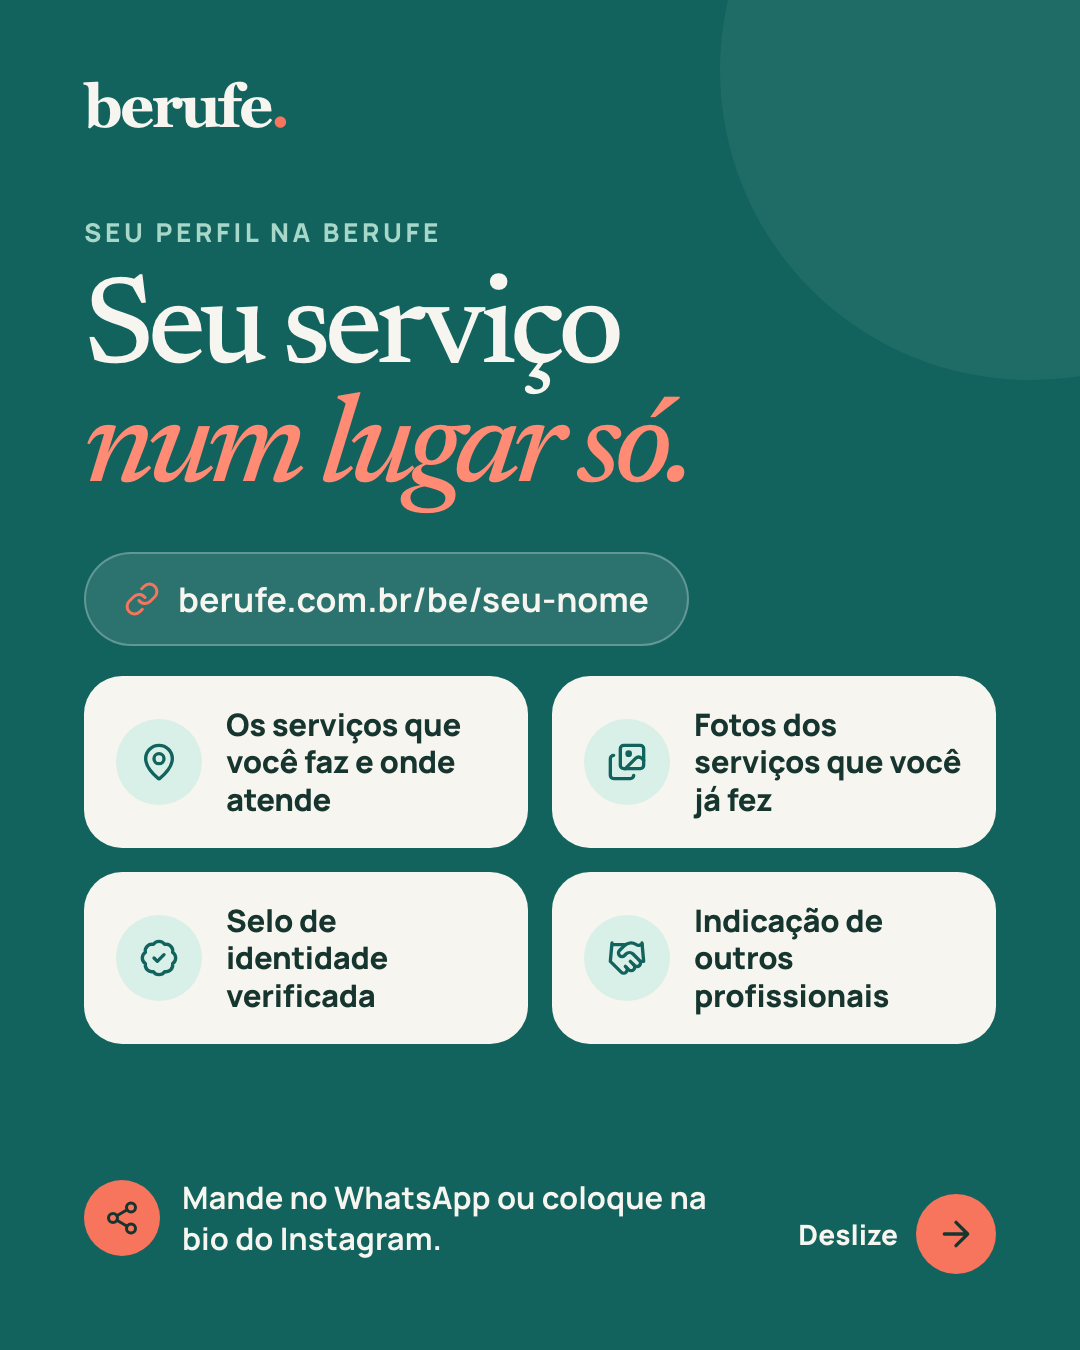 berufe.
SEU PERFIL NA BERUFE
Seu serviço
num lugar só.
berufe.com.br/be/seu-nome
Os serviços que
você faz e onde
atende
Fotos dos
serviços que você
já fez
Selo de
identidade
verificada
Indicação de
outros
profissionais
Mande no WhatsApp ou coloque na
bio do Instagram.
Deslize